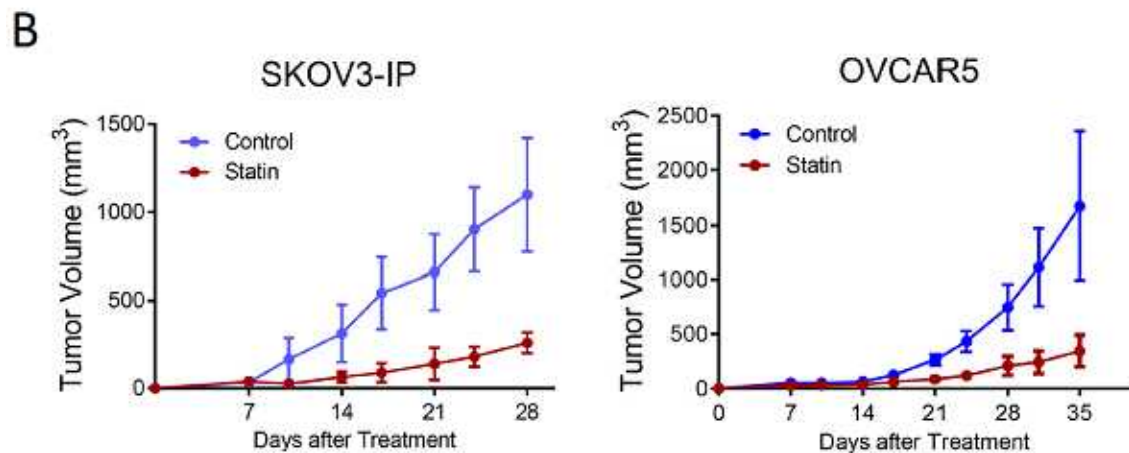 B
SKOV3-IP
Tumor Volume (mm³)
1500
1000
500
0
Control
Statin
7
14
21
28
Days after Treatment
OVCAR5
Tumor Volume (mm³)
2500
2000
1500
1000
500
0
Control
Statin
0
7
14
21
28
35
Days after Treatment